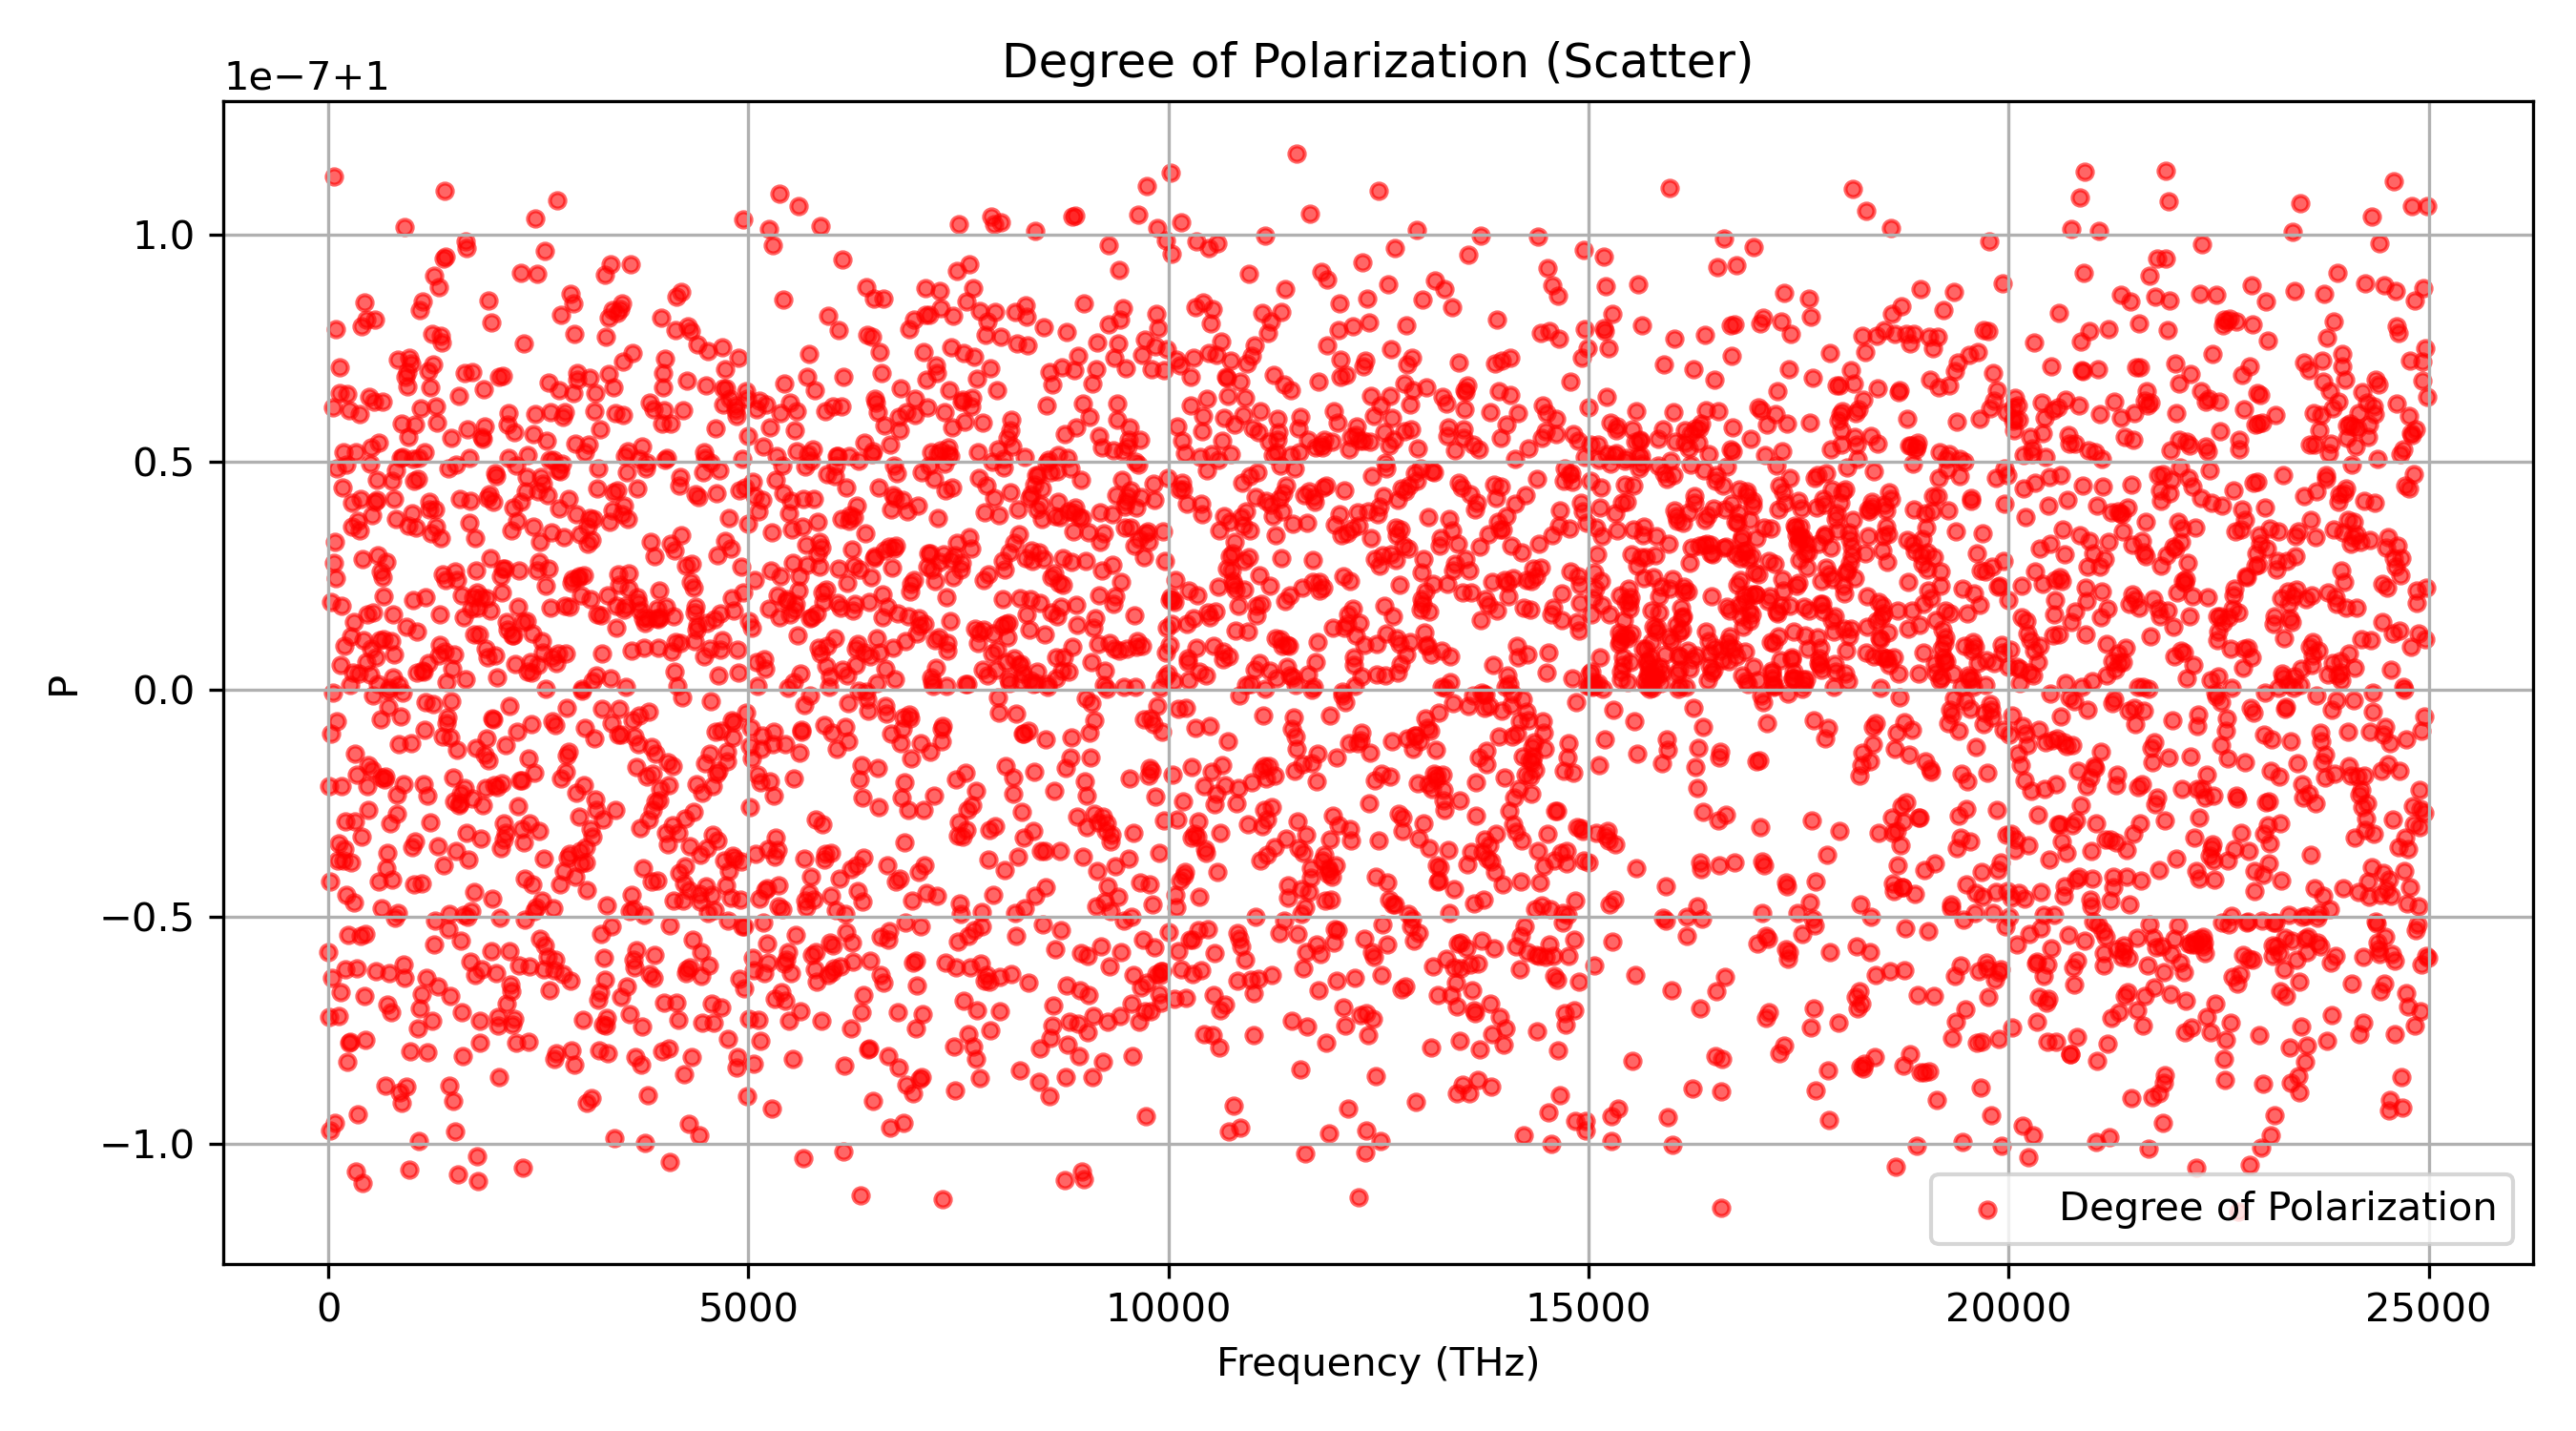 Degree of Polarization (Scatter)
1e−7+1
1.0
0.5
0.0
−0.5
−1.0
P
Degree of Polarization
0 5000 10000 15000 20000 25000
Frequency (THz)